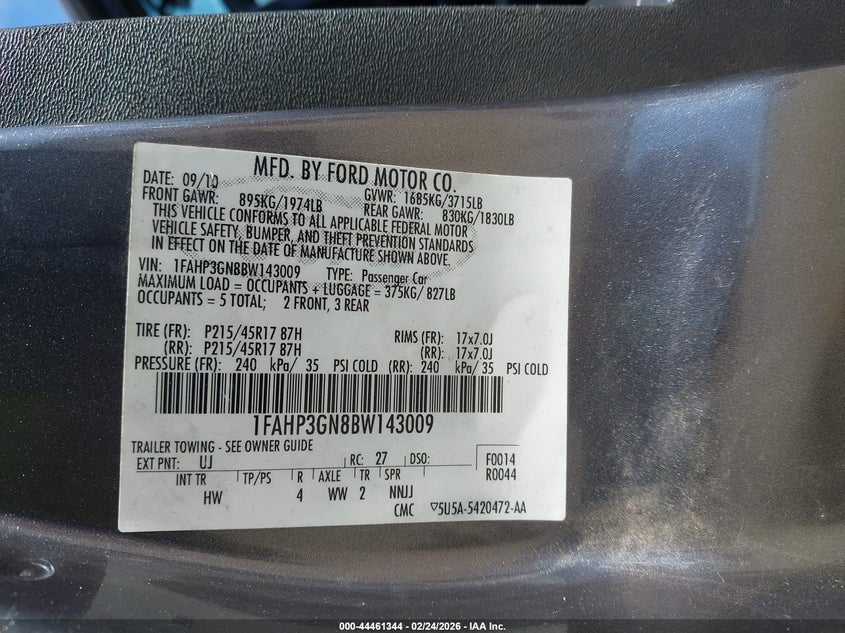 MFD. BY FORD MOTOR CO.
DATE: 09/10 GVWR: 1685KG/3715LB
FRONT GAWR: 895KG/1974LB REAR GAWR: 830KG/1830LB
THIS VEHICLE CONFORMS TO ALL APPLICABLE FEDERAL MOTOR
VEHICLE SAFETY, BUMPER, AND THEFT PREVENTION STANDARDS
IN EFFECT ON THE DATE OF MANUFACTURE SHOWN ABOVE.
VIN: 1FAHP3GN8BW143009 TYPE: Passenger Car
MAXIMUM LOAD = OCCUPANTS + LUGGAGE = 375KG/ 827LB
OCCUPANTS = 5 TOTAL; 2 FRONT, 3 REAR
TIRE (FR): P215/45R17 87H RIMS (FR): 17x7.0J
(RR): P215/45R17 87H (RR): 17x7.0J
PRESSURE (FR): 240 kPa/ 35 PSI COLD (RR): 240 kPa/ 35 PSI COLD
1FAHP3GN8BW143009
TRAILER TOWING - SEE OWNER GUIDE
EXT PNT: UJ RC: 27 DSO: F0014
INT TR TP/PS R AXLE TR SPR R0044
HW 4 WW 2 NNJJ
CMC ▽5U5A-5420472-AA
000-44461344 | 02/24/2026 - IAA Inc.